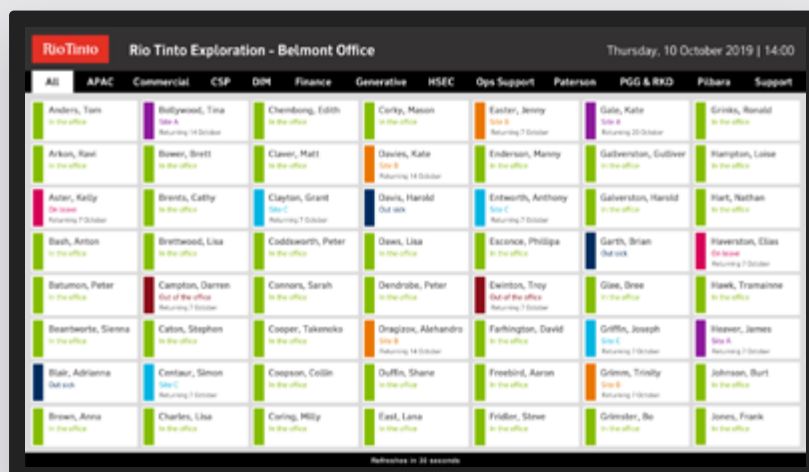 RioTinto
Rio Tinto Exploration - Belmont Office
Thursday, 10 October 2019 | 14:00
All APAC Commercial CSP DIM Finance Generative HSEC Ops Support Paterson PGG & RKD Pilbara Support
Anders, Tom
In the office
Bollywood, Tina
Site A
Returning 14 October
Chembong, Edith
In the office
Corky, Mason
In the office
Easter, Jenny
Site B
Returning 7 October
Gale, Kate
Site A
Returning 20 October
Grinks, Ronald
In the office
Arkon, Ravi
In the office
Bower, Brett
In the office
Claver, Matt
In the office
Davies, Kate
Site B
Returning 14 October
Enderson, Manny
In the office
Galverston, Gulliver
In the office
Hampton, Loise
In the office
Aster, Kelly
On leave
Returning 7 October
Brents, Cathy
In the office
Clayton, Grant
Site C
Returning 7 October
Davis, Harold
Out sick
Entworth, Anthony
Site C
Returning 7 October
Galverston, Harold
In the office
Hart, Nathan
In the office
Bash, Anton
In the office
Brettwood, Lisa
In the office
Coddsworth, Peter
In the office
Daws, Lisa
In the office
Esconce, Phillipa
In the office
Garth, Brian
Out sick
Haverston, Elias
On leave
Returning 7 October
Batumon, Peter
In the office
Campton, Darren
Out of the office
Returning 7 October
Connors, Sarah
In the office
Dendrobe, Peter
In the office
Ewinton, Troy
Out of the office
Returning 7 October
Glee, Bree
In the office
Hawk, Tramainne
In the office
Beantworte, Sienna
In the office
Caton, Stephen
In the office
Cooper, Takenoko
In the office
Dragizov, Alehandro
Site B
Returning 14 October
Farhington, David
In the office
Griffin, Joseph
Site C
Returning 7 October
Heaver, James
Site A
Returning 7 October
Blair, Adrianna
Out sick
Centaur, Simon
Site C
Returning 7 October
Coopson, Collin
In the office
Duffin, Shane
In the office
Freebird, Aaron
In the office
Grimm, Trinity
Site B
Returning 7 October
Johnson, Burt
In the office
Brown, Anna
In the office
Charles, Lisa
In the office
Coring, Milly
In the office
East, Lana
In the office
Fridler, Steve
In the office
Grimster, Bo
In the office
Jones, Frank
In the office
Refreshes in 30 seconds